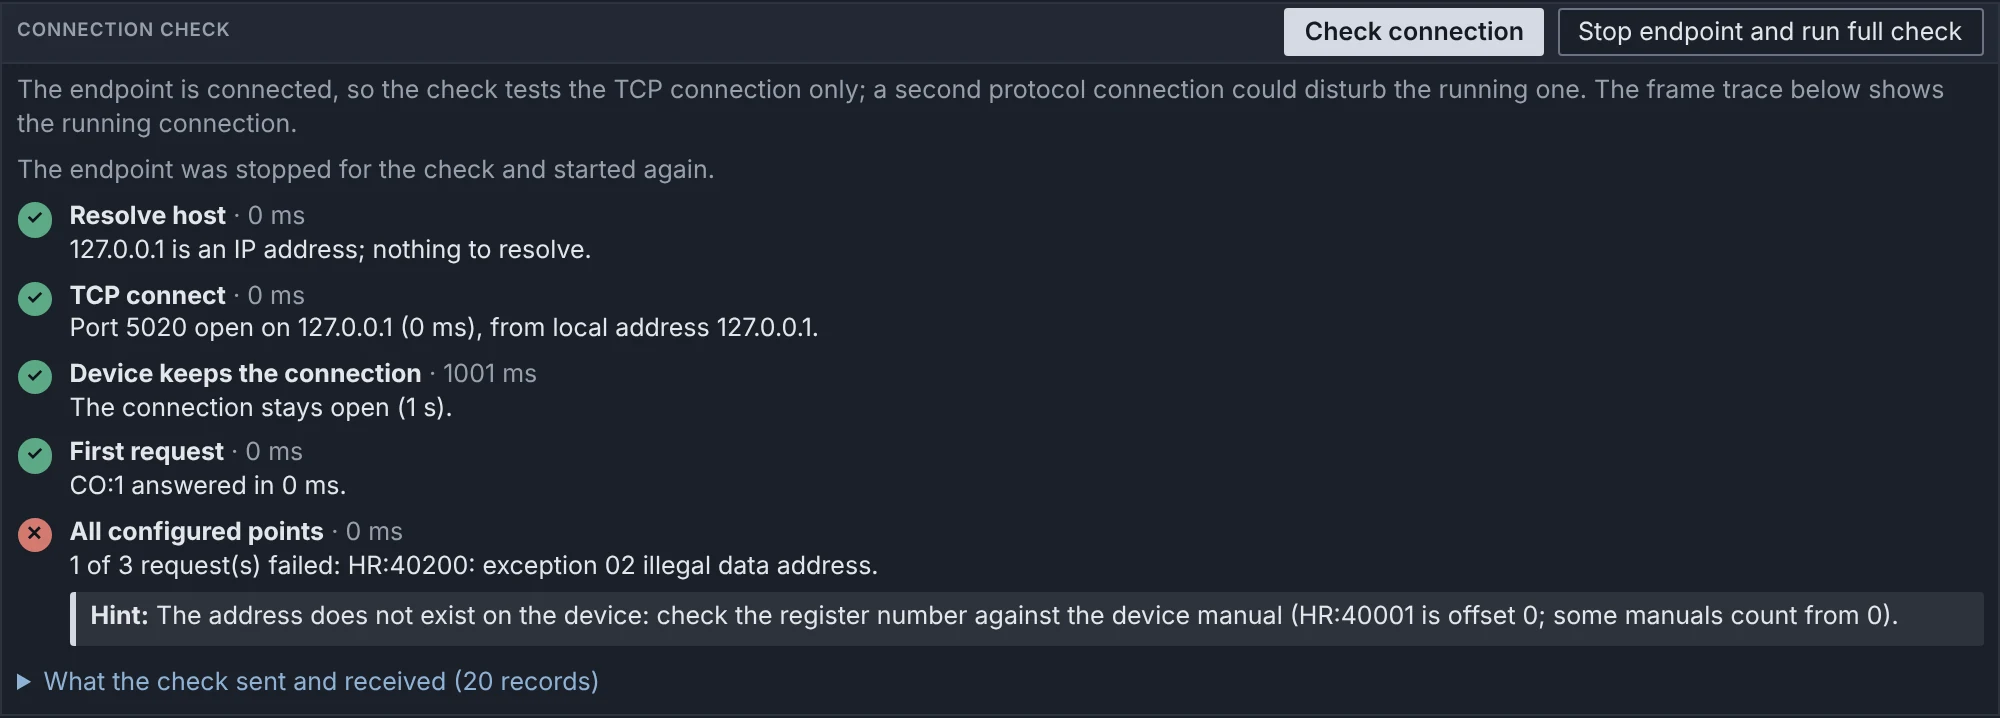 CONNECTION CHECK
Check connection
Stop endpoint and run full check
The endpoint is connected, so the check tests the TCP connection only; a second protocol connection could disturb the running one. The frame trace below shows
the running connection.
The endpoint was stopped for the check and started again.
Resolve host · 0 ms
127.0.0.1 is an IP address; nothing to resolve.
TCP connect · 0 ms
Port 5020 open on 127.0.0.1 (0 ms), from local address 127.0.0.1.
Device keeps the connection · 1001 ms
The connection stays open (1 s).
First request · 0 ms
CO:1 answered in 0 ms.
All configured points · 0 ms
1 of 3 request(s) failed: HR:40200: exception 02 illegal data address.
Hint: The address does not exist on the device: check the register number against the device manual (HR:40001 is offset 0; some manuals count from 0).
What the check sent and received (20 records)